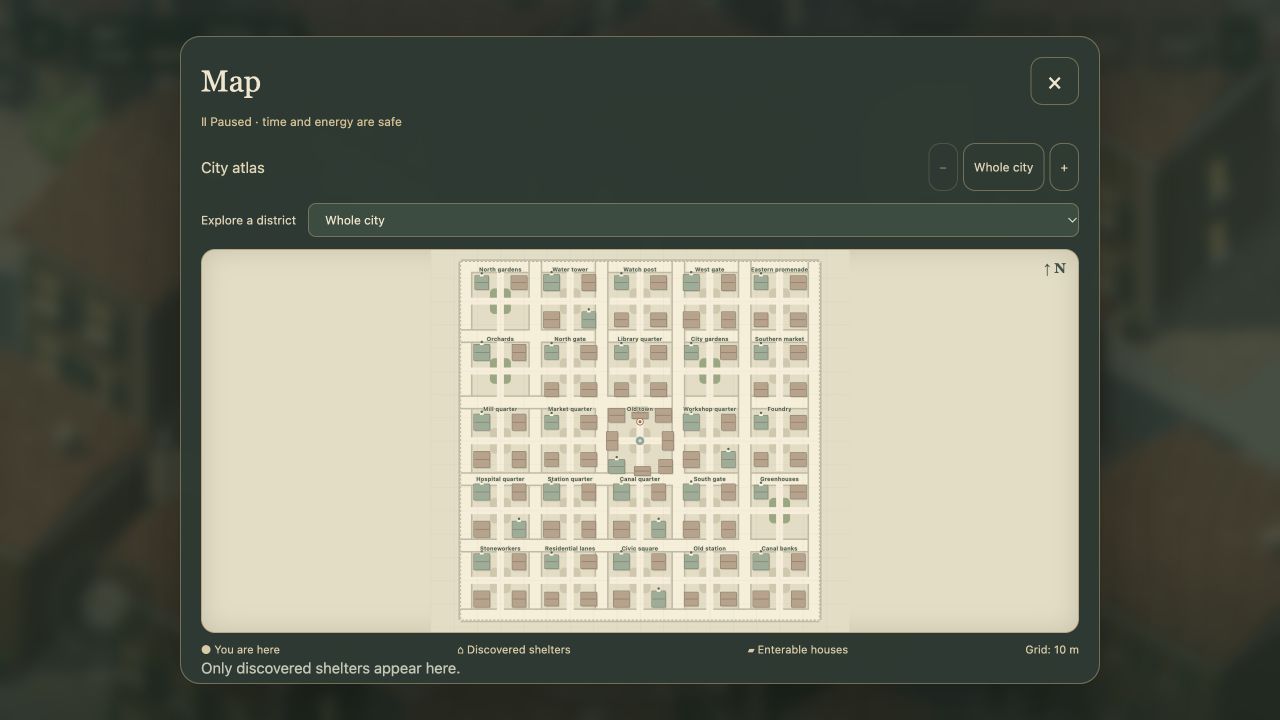 Map
×
II Paused · time and energy are safe
City atlas
−
Whole city
+
Explore a district
Whole city
↑ N
North gardens
Water tower
Watch post
West gate
Eastern promenade
Orchards
North gate
Library quarter
City gardens
Southern market
Mill quarter
Market quarter
Old town
Workshop quarter
Foundry
Hospital quarter
Station quarter
Canal quarter
South gate
Greenhouses
Stoneworkers
Residential lanes
Civic square
Old station
Canal banks
You are here
Discovered shelters
Enterable houses
Grid: 10 m
Only discovered shelters appear here.